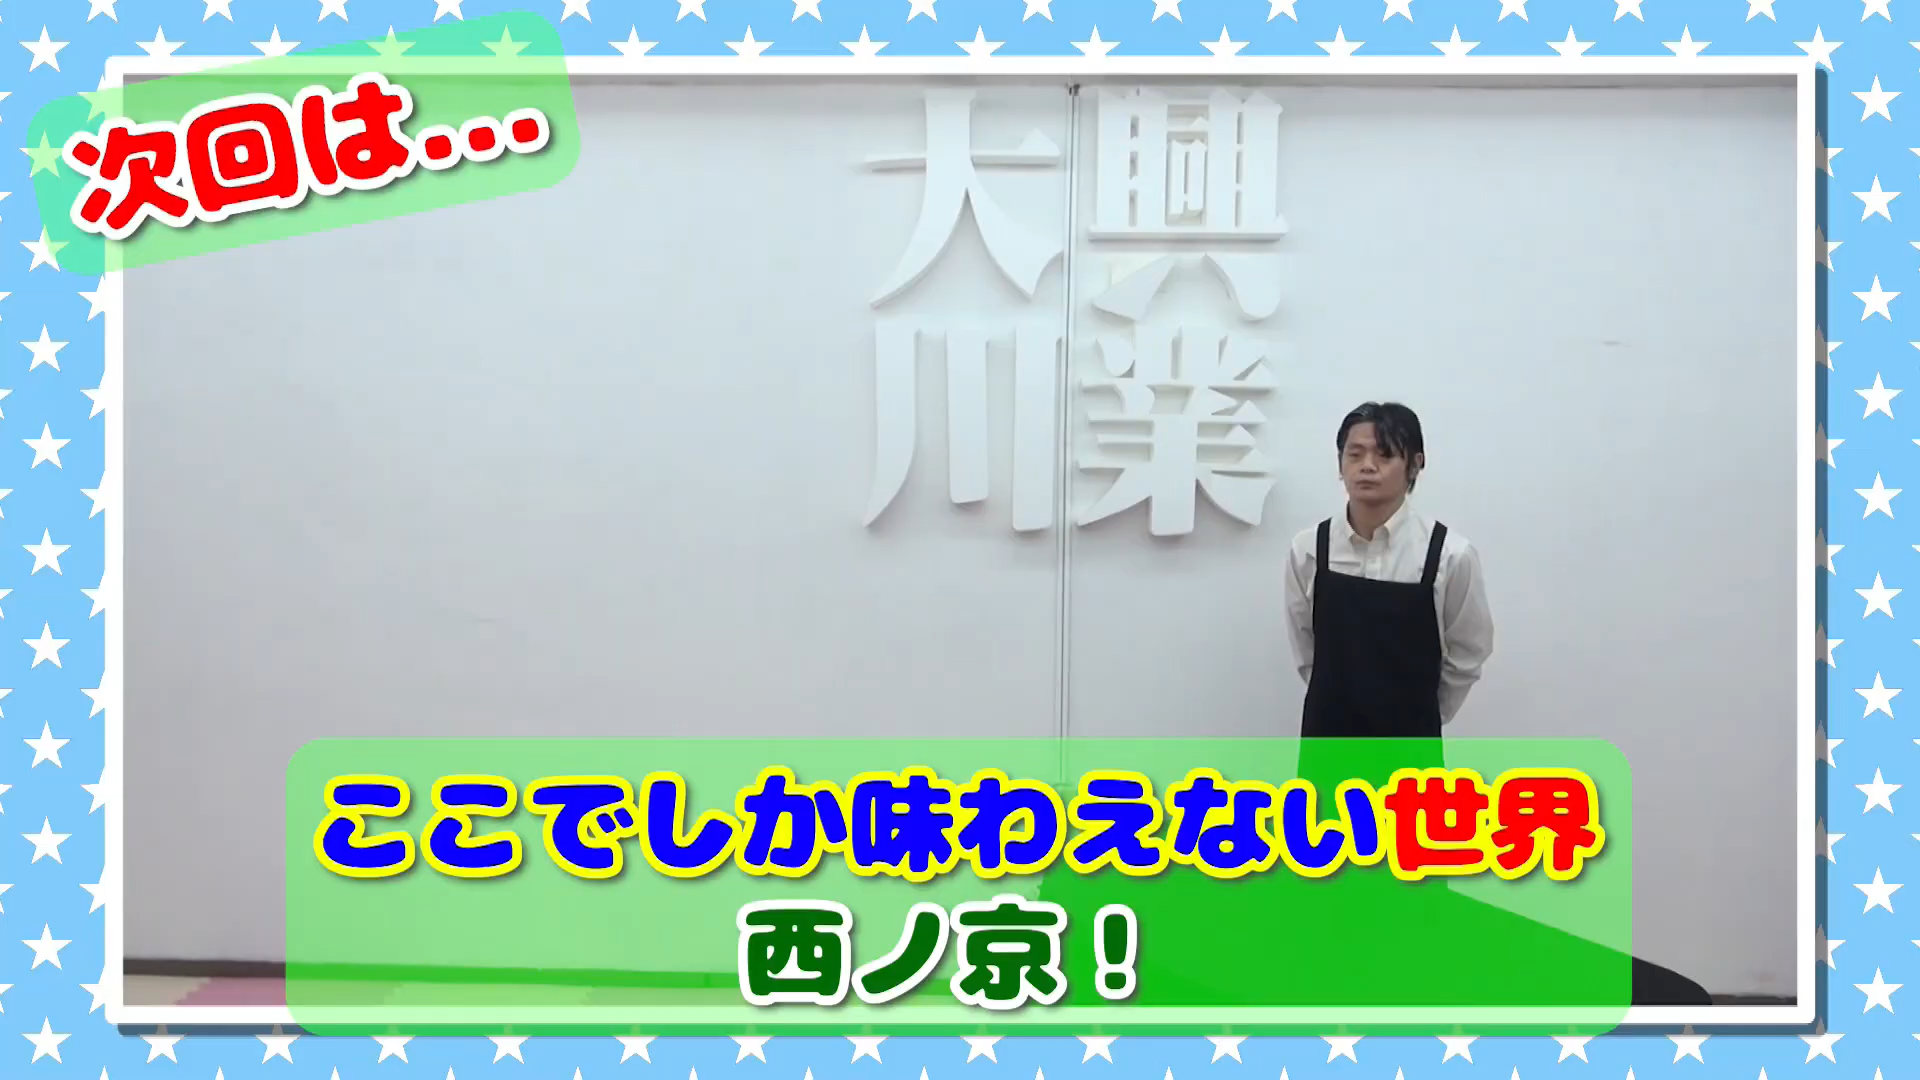 次回は...
大川
興業
ここでしか味わえない世界
西ノ京！